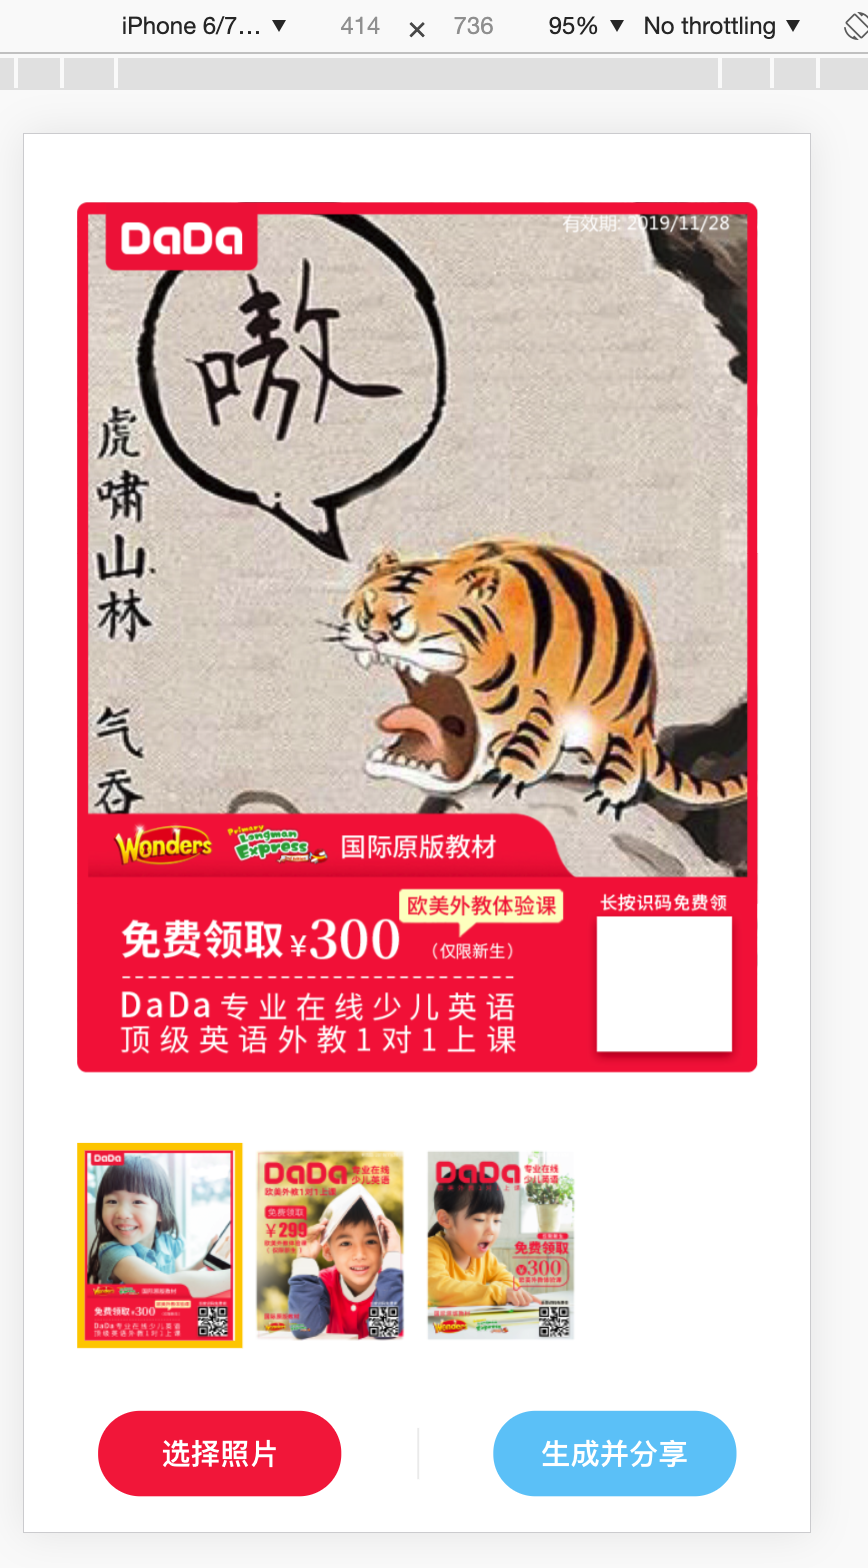 iPhone 6/7… ▼ 414 × 736 95% ▼ No throttling ▼
DaDa
有效期: 2019/11/28
嗷
虎啸山林
气吞
Wonders
Primary Longman Express
国际原版教材
欧美外教体验课
长按识码免费领
免费领取¥300
（仅限新生）
DaDa专业在线少儿英语
顶级英语外教1对1上课
DaDa
国际原版教材
免费领取¥300
DaDa专业在线少儿英语
顶级英语外教1对1上课
DaDa 专业在线
少儿英语
欧美外教1对1上课
免费领取
¥299
国际原版教材
DaDa 专业在线
少儿英语
免费领取
¥300
Wonders
Express
选择照片
生成并分享